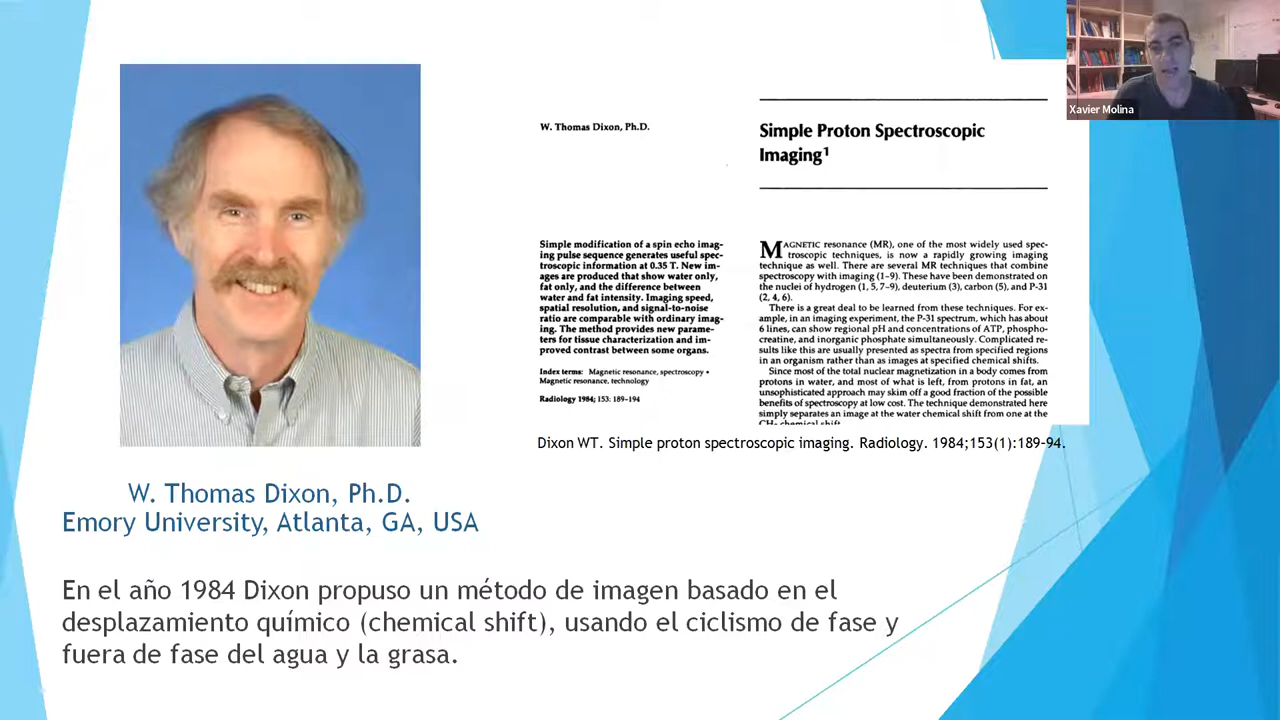 Xavier Molina
W. Thomas Dixon, Ph.D.
Simple Proton Spectroscopic
Imaging¹
Simple modification of a spin echo imag-
ing pulse sequence generates useful spec-
troscopic information at 0.35 T. New im-
ages are produced that show water only,
fat only, and the difference between
water and fat intensity. Imaging speed,
spatial resolution, and signal-to-noise
ratio are comparable with ordinary imag-
ing. The method provides new parame-
ters for tissue characterization and im-
proved contrast between some organs.
Index terms: Magnetic resonance, spectroscopy •
Magnetic resonance, technology
Radiology 1984; 153: 189-194
MAGNETIC resonance (MR), one of the most widely used spec-
troscopic techniques, is now a rapidly growing imaging
technique as well. There are several MR techniques that combine
spectroscopy with imaging (1-9). These have been demonstrated on
the nuclei of hydrogen (1, 5, 7-9), deuterium (3), carbon (5), and P-31
(2, 4, 6).
There is a great deal to be learned from these techniques. For ex-
ample, in an imaging experiment, the P-31 spectrum, which has about
6 lines, can show regional pH and concentrations of ATP, phospho-
creatine, and inorganic phosphate simultaneously. Complicated re-
sults like this are usually presented as spectra from specified regions
in an organism rather than as images at specified chemical shifts.
Since most of the total nuclear magnetization in a body comes from
protons in water, and most of what is left, from protons in fat, an
unsophisticated approach may skim off a good fraction of the possible
benefits of spectroscopy at low cost. The technique demonstrated here
simply separates an image at the water chemical shift from one at the
CH₂ chemical shift
Dixon WT. Simple proton spectroscopic imaging. Radiology. 1984;153(1):189-94.
W. Thomas Dixon, Ph.D.
Emory University, Atlanta, GA, USA
En el año 1984 Dixon propuso un método de imagen basado en el
desplazamiento químico (chemical shift), usando el ciclismo de fase y
fuera de fase del agua y la grasa.